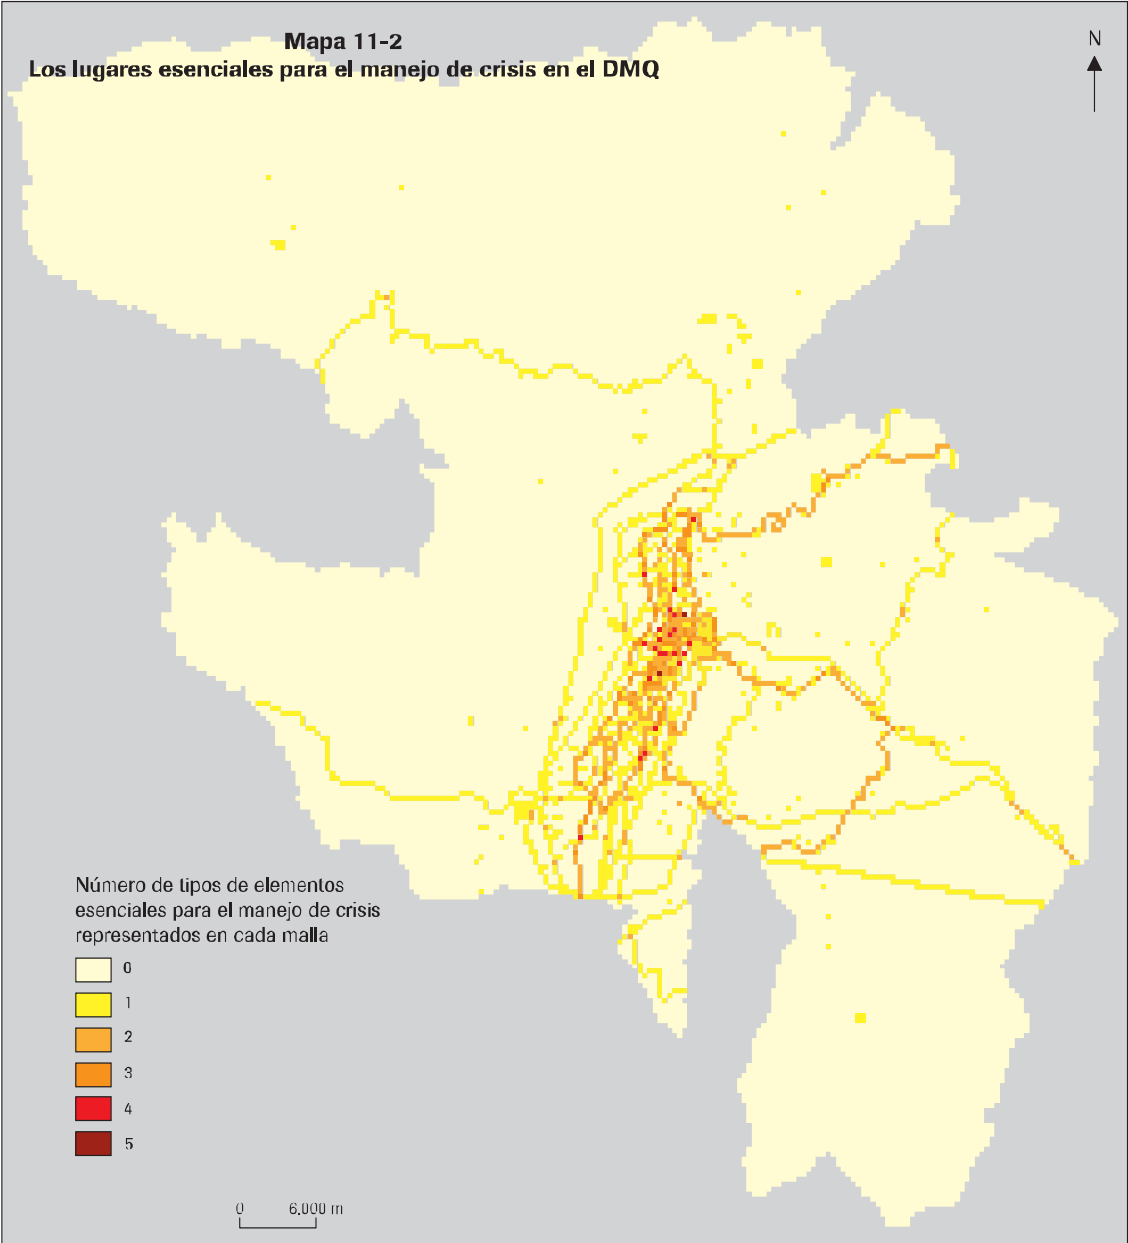 Mapa 11-2
Los lugares esenciales para el manejo de crisis en el DMQ
N
Número de tipos de elementos
esenciales para el manejo de crisis
representados en cada malla
0
1
2
3
4
5
0 6.000 m